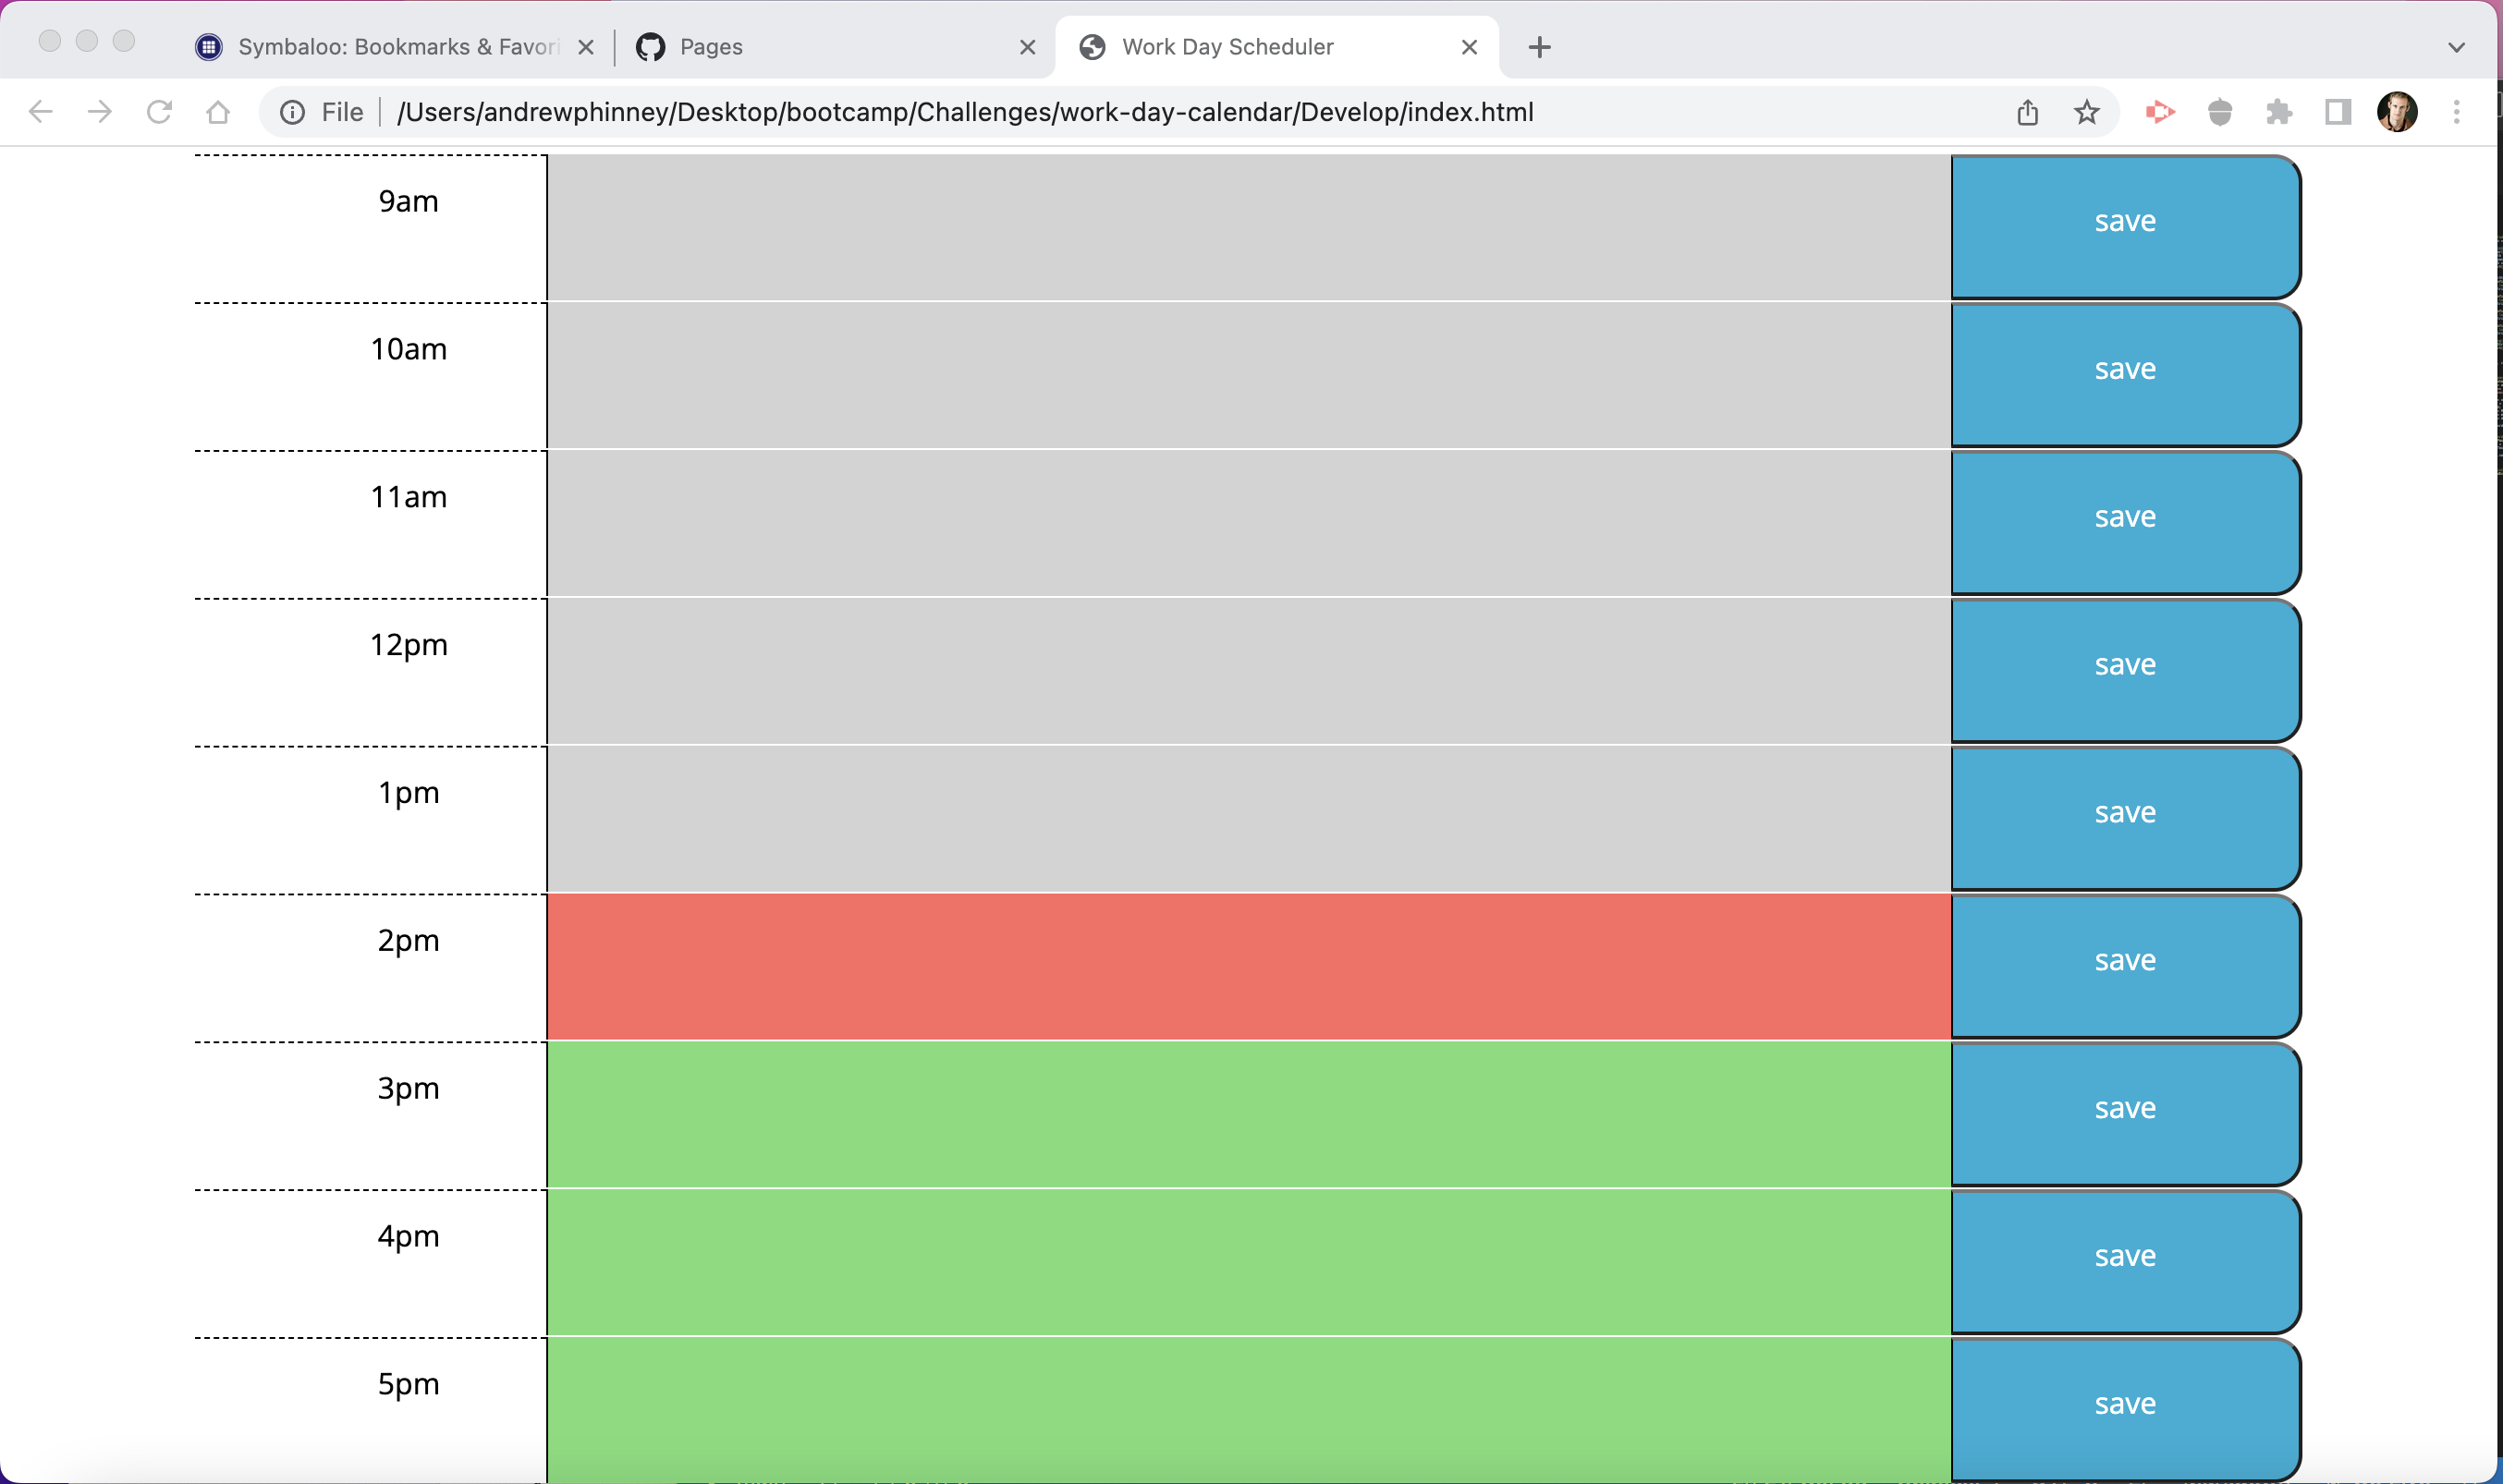 Symbaloo: Bookmarks & Favori
Pages
Work Day Scheduler
File
/Users/andrewphinney/Desktop/bootcamp/Challenges/work-day-calendar/Develop/index.html
9am
save
10am
save
11am
save
12pm
save
1pm
save
2pm
save
3pm
save
4pm
save
5pm
save